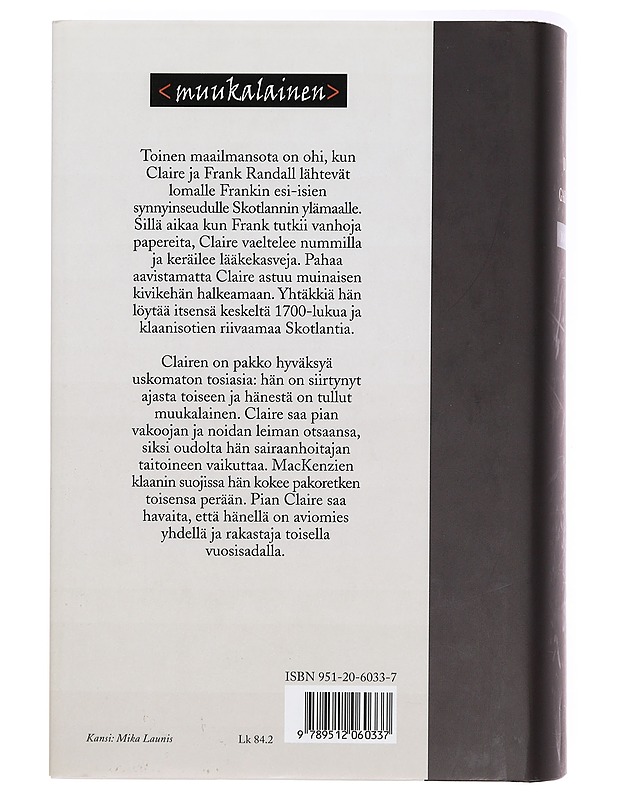 <muukalainen>
Toinen maailmansota on ohi, kun
Claire ja Frank Randall lähtevät
lomalle Frankin esi-isien
synnyinseudulle Skotlannin ylämaalle.
Sillä aikaa kun Frank tutkii vanhoja
papereita, Claire vaeltelee nummilla
ja keräilee lääkekasveja. Pahaa
aavistamatta Claire astuu muinaisen
kivikehän halkeamaan. Yhtäkkiä hän
löytää itsensä keskeltä 1700-lukua ja
klaanisotien riivaamaa Skotlantia.
Clairen on pakko hyväksyä
uskomaton tosiasia: hän on siirtynyt
ajasta toiseen ja hänestä on tullut
muukalainen. Claire saa pian
vakoojan ja noidan leiman otsaansa,
siksi oudolta hän sairaanhoitajan
taitoineen vaikuttaa. MacKenzien
klaanin suojissa hän kokee pakoretken
toisensa perään. Pian Claire saa
havaita, että hänellä on aviomies
yhdellä ja rakastaja toisella
vuosisadalla.
ISBN 951-20-6033-7
9 789512 060337
Kansi: Mika Launis
Lk 84.2